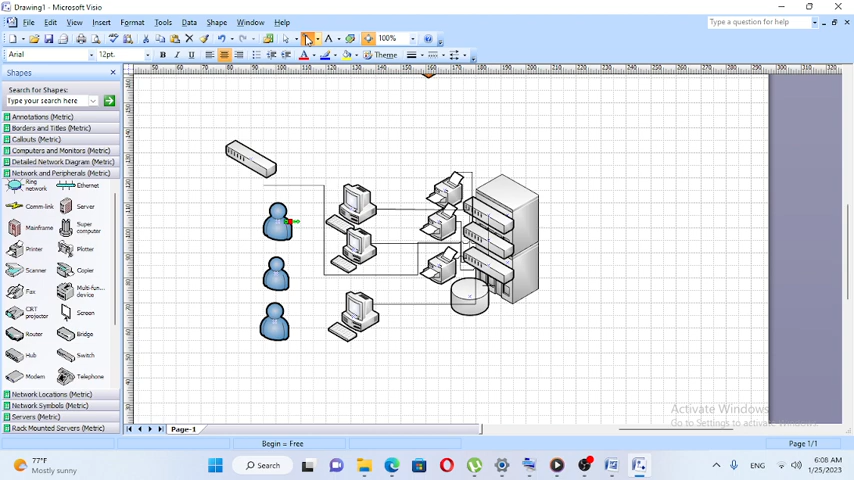 Drawing1 - Microsoft Visio
File Edit View Insert Format Tools Data Shape Window Help
Type a question for help
100%
Arial 12pt. B I U A Theme
Shapes
Search for Shapes:
Type your search here
Annotations (Metric)
Borders and Titles (Metric)
Callouts (Metric)
Computers and Monitors (Metric)
Detailed Network Diagram (Metric)
Network and Peripherals (Metric)
Ring network Ethernet
Comm-link Server
Mainframe Super computer
Printer Plotter
Scanner Copier
Fax Multi-fun... device
CRT projector Screen
Router Bridge
Hub Switch
Modem Telephone
Network Locations (Metric)
Network Symbols (Metric)
Servers (Metric)
Rack Mounted Servers (Metric)
Page-1
Activate Windows
Go to Settings to activate Windows.
Begin = Free
Page 1/1
77°F
Mostly sunny
Search
ENG
6:08 AM
1/25/2023